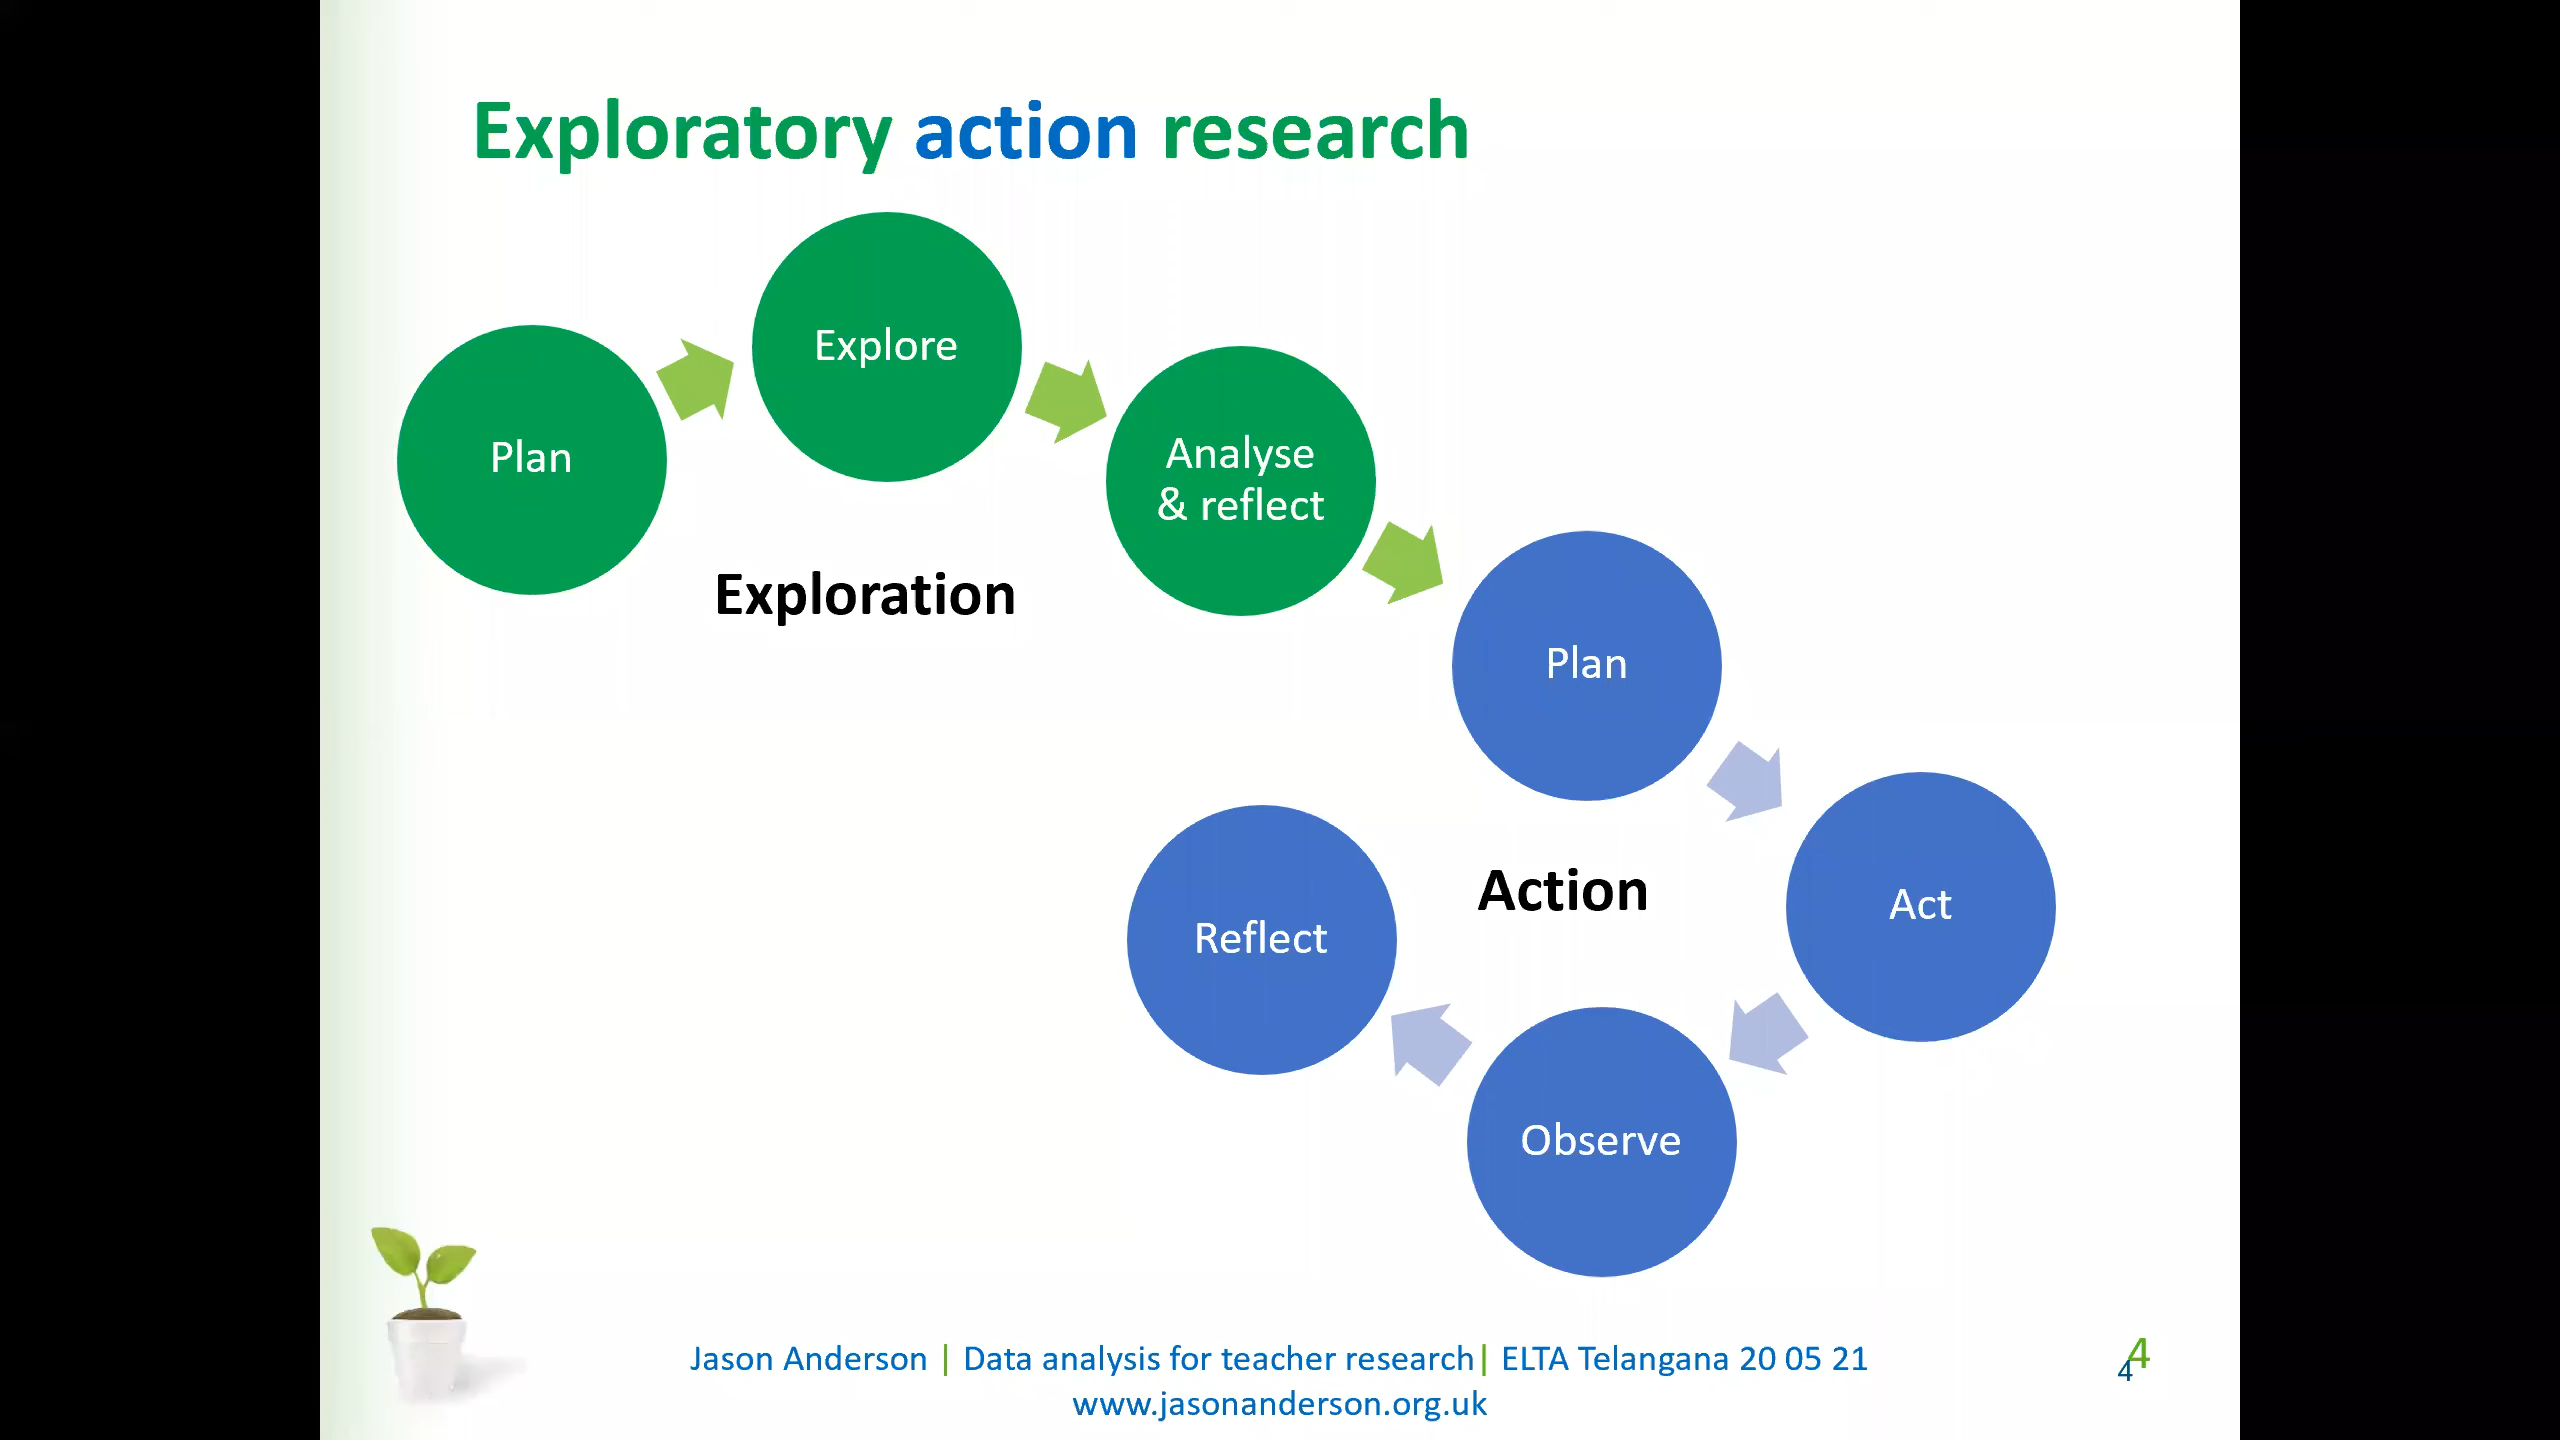 Exploratory action research
Plan
Explore
Analyse
& reflect
Exploration
Plan
Act
Action
Observe
Reflect
Jason Anderson | Data analysis for teacher research| ELTA Telangana 20 05 21
www.jasonanderson.org.uk
4
4